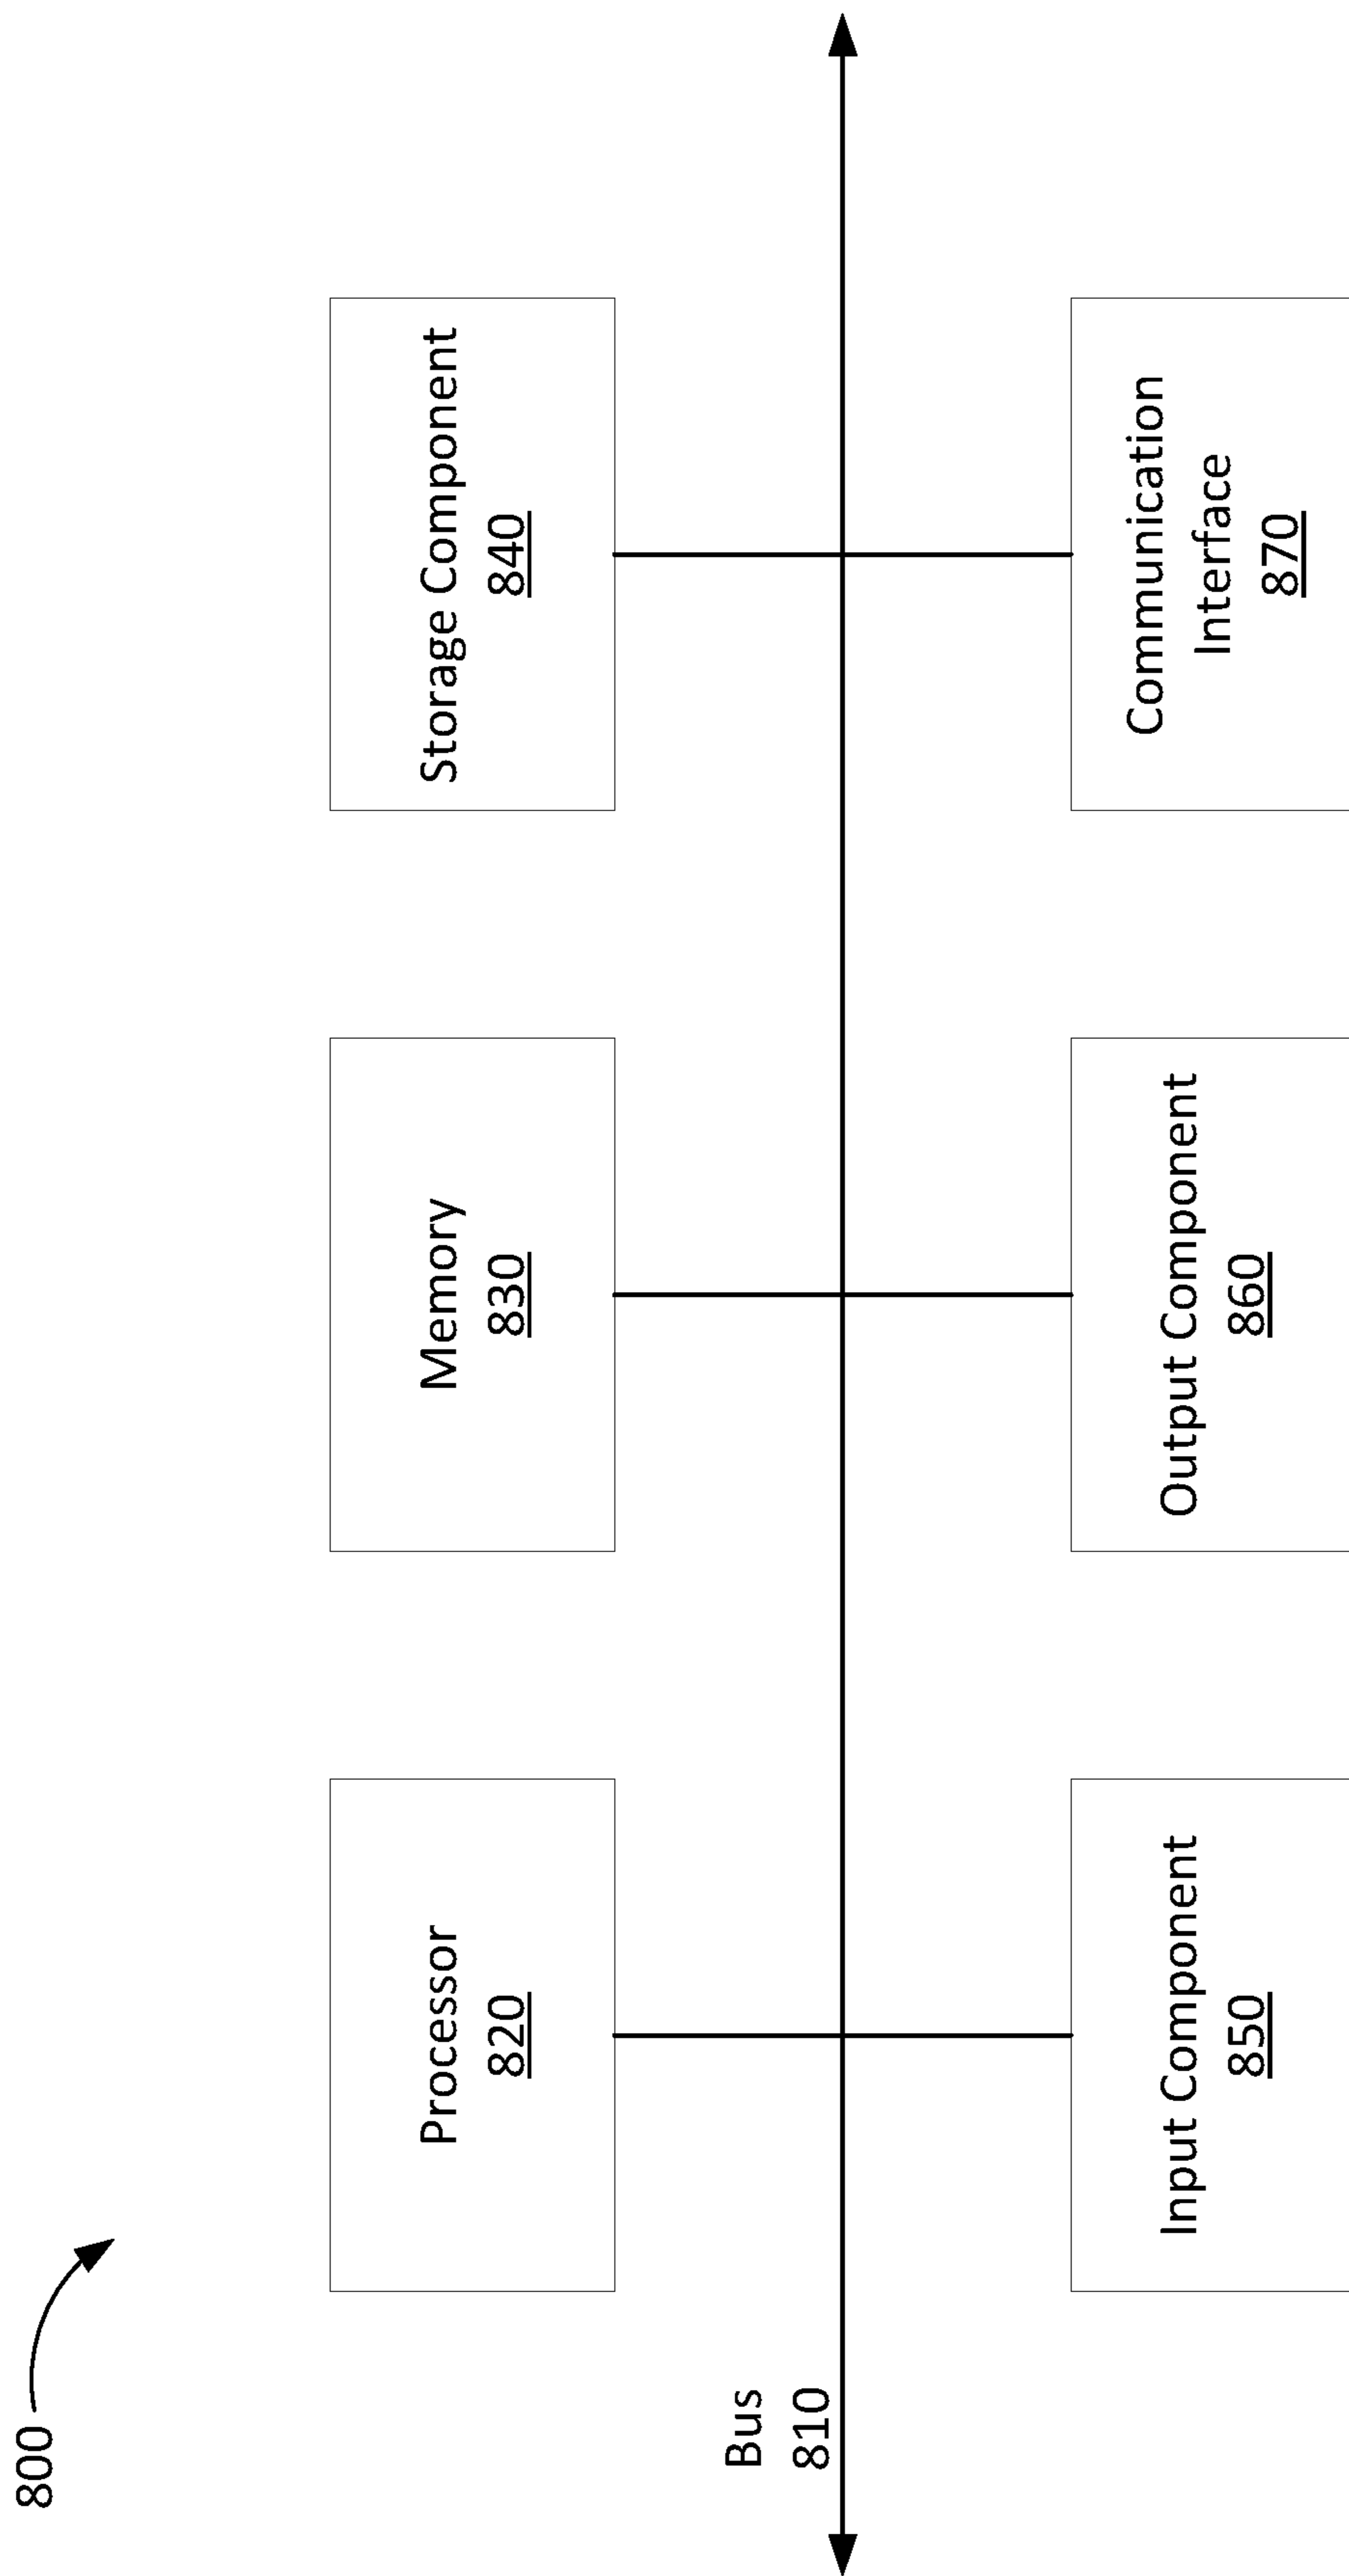 800
Processor
820
Memory
830
Storage Component
840
Bus
810
Input Component
850
Output Component
860
Communication
Interface
870